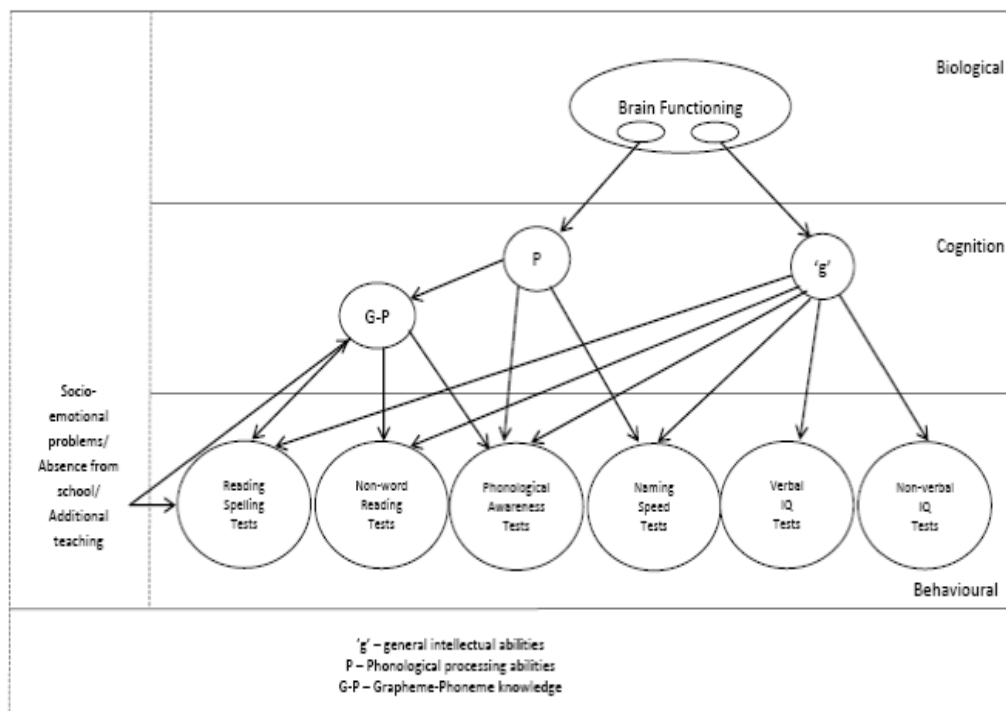 Biological
Brain Functioning
Cognition
P
'g'
G-P
Socio-
emotional
problems/
Absence from
school/
Additional
teaching
Reading
Spelling
Tests
Non-word
Reading
Tests
Phonological
Awareness
Tests
Naming
Speed
Tests
Verbal
IQ
Tests
Non-verbal
IQ
Tests
Behavioural
'g' – general intellectual abilities
P – Phonological processing abilities
G-P – Grapheme-Phoneme knowledge